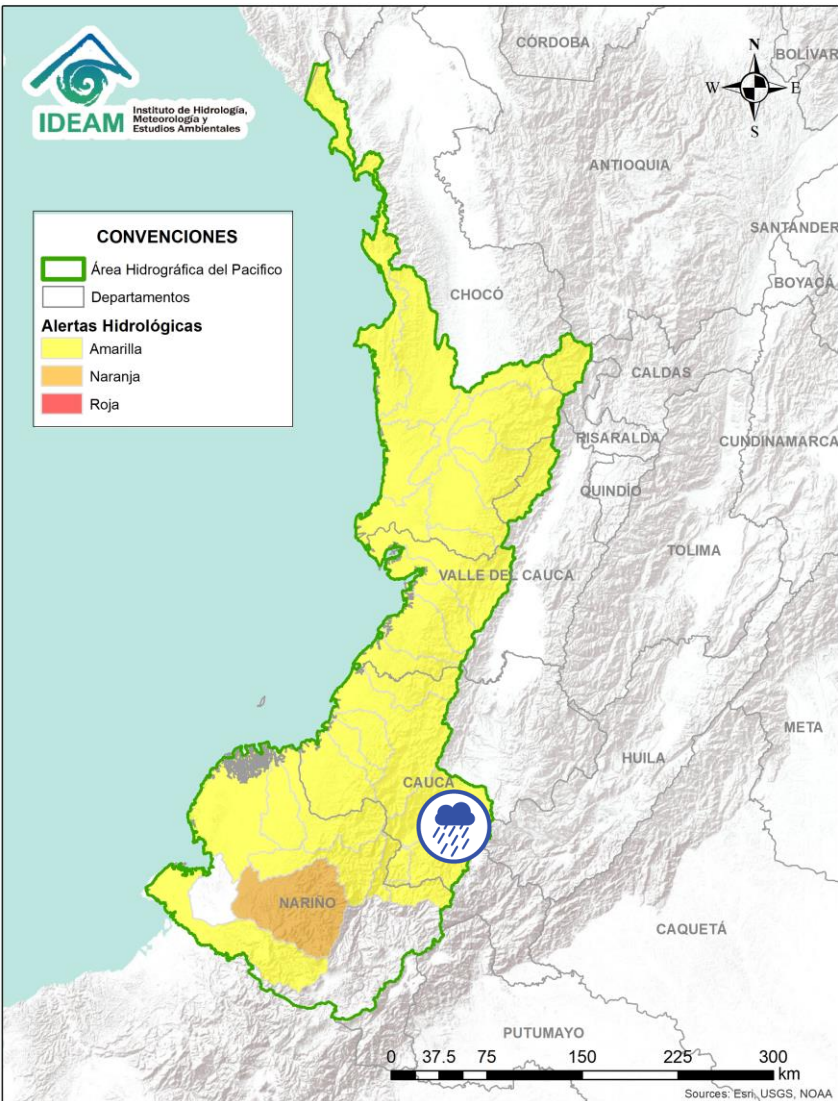 IDEAM
Instituto de Hidrología,
Meteorología y
Estudios Ambientales
CÓRDOBA
BOLÍVAR
N
W
E
S
ANTIOQUIA
CONVENCIONES
Área Hidrográfica del Pacifico
Departamentos
Alertas Hidrológicas
Amarilla
Naranja
Roja
SANTANDER
BOYACÁ
CHOCÓ
CALDAS
RISARALDA
CUNDINAMARCA
QUINDÍO
TOLIMA
VALLE DEL CAUCA
META
HUILA
CAUCA
NARIÑO
CAQUETÁ
PUTUMAYO
0 37.5 75 150 225 300
km
Sources: Esri, USGS, NOAA